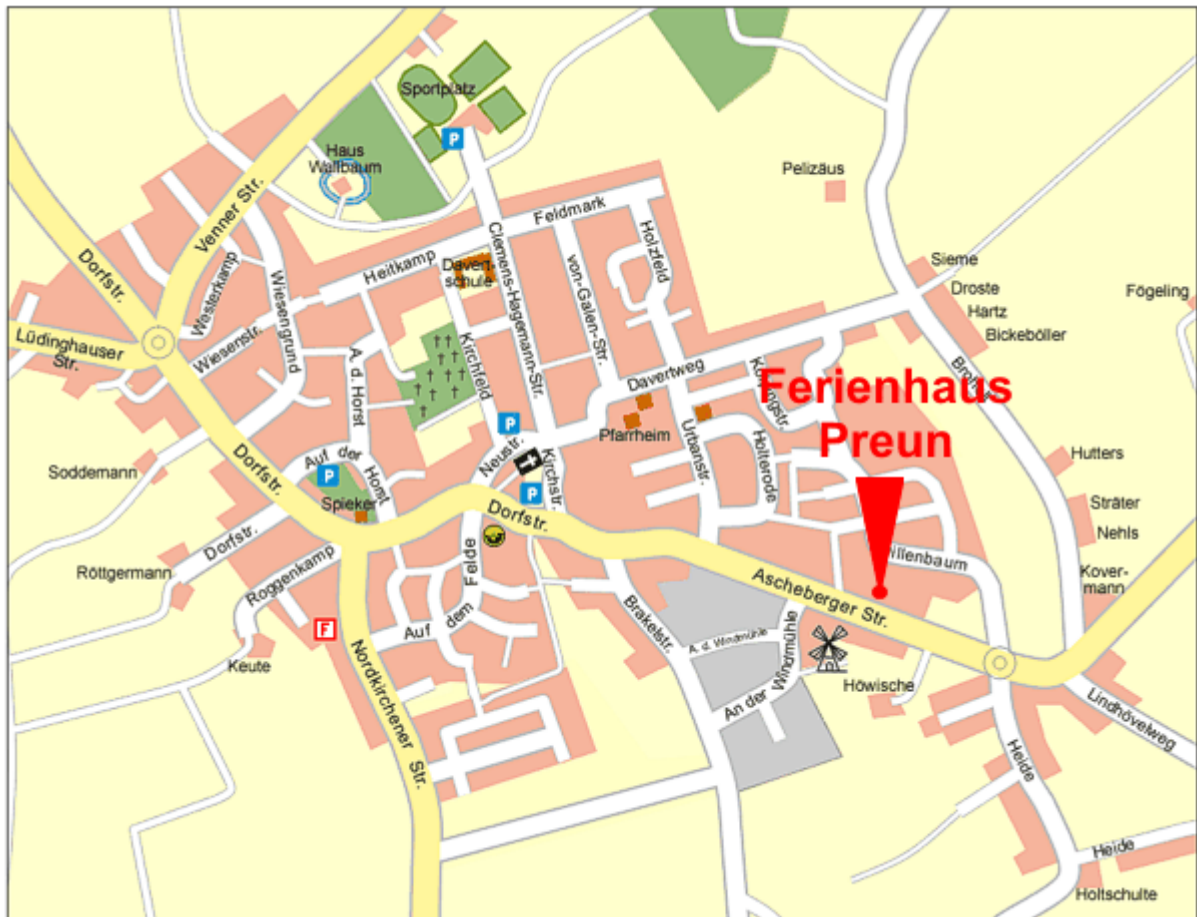 Sportplatz
P
Haus
Wallbaum
Pelizäus
Venner Str.
Dorfstr.
Feldmark
Holzfeld
Clemens-Hagemann-Str.
von-Galen-Str.
Heitkamp
Davert-
schule
Sieme
Droste
Hartz
Bickeböller
Fögeling
Westerkamp
Wiesengrund
Lüdinghauser
Str.
Wiesenstr.
A. d. Horst
Kirchfeld
Davertweg
Ferienhaus
Preun
P
Pfarrheim
Urbanstr.
Holterode
Neustr.
Kirchstr.
Soddemann
Auf der Horst
P
Spieker
P
Dorfstr.
Dorfstr.
Hutters
Sträter
Nehls
Kover-
mann
Dorfstr.
Röttgermann
Roggenkamp
Auf dem Felde
Brakelstr.
Ascheberger Str.
illenbaum
F
Keute
Nordkirchener Str.
A. d. Windmühle
An der Windmühle
Höwische
Lindhövelweg
Heide
Heide
Holtschulte